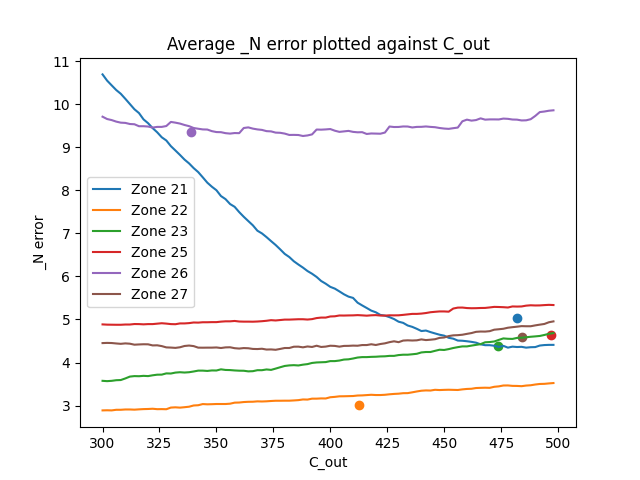 Average _N error plotted against C_out
11
10
9
8
7
6
5
4
3
_N error
Zone 21
Zone 22
Zone 23
Zone 25
Zone 26
Zone 27
300 325 350 375 400 425 450 475 500
C_out